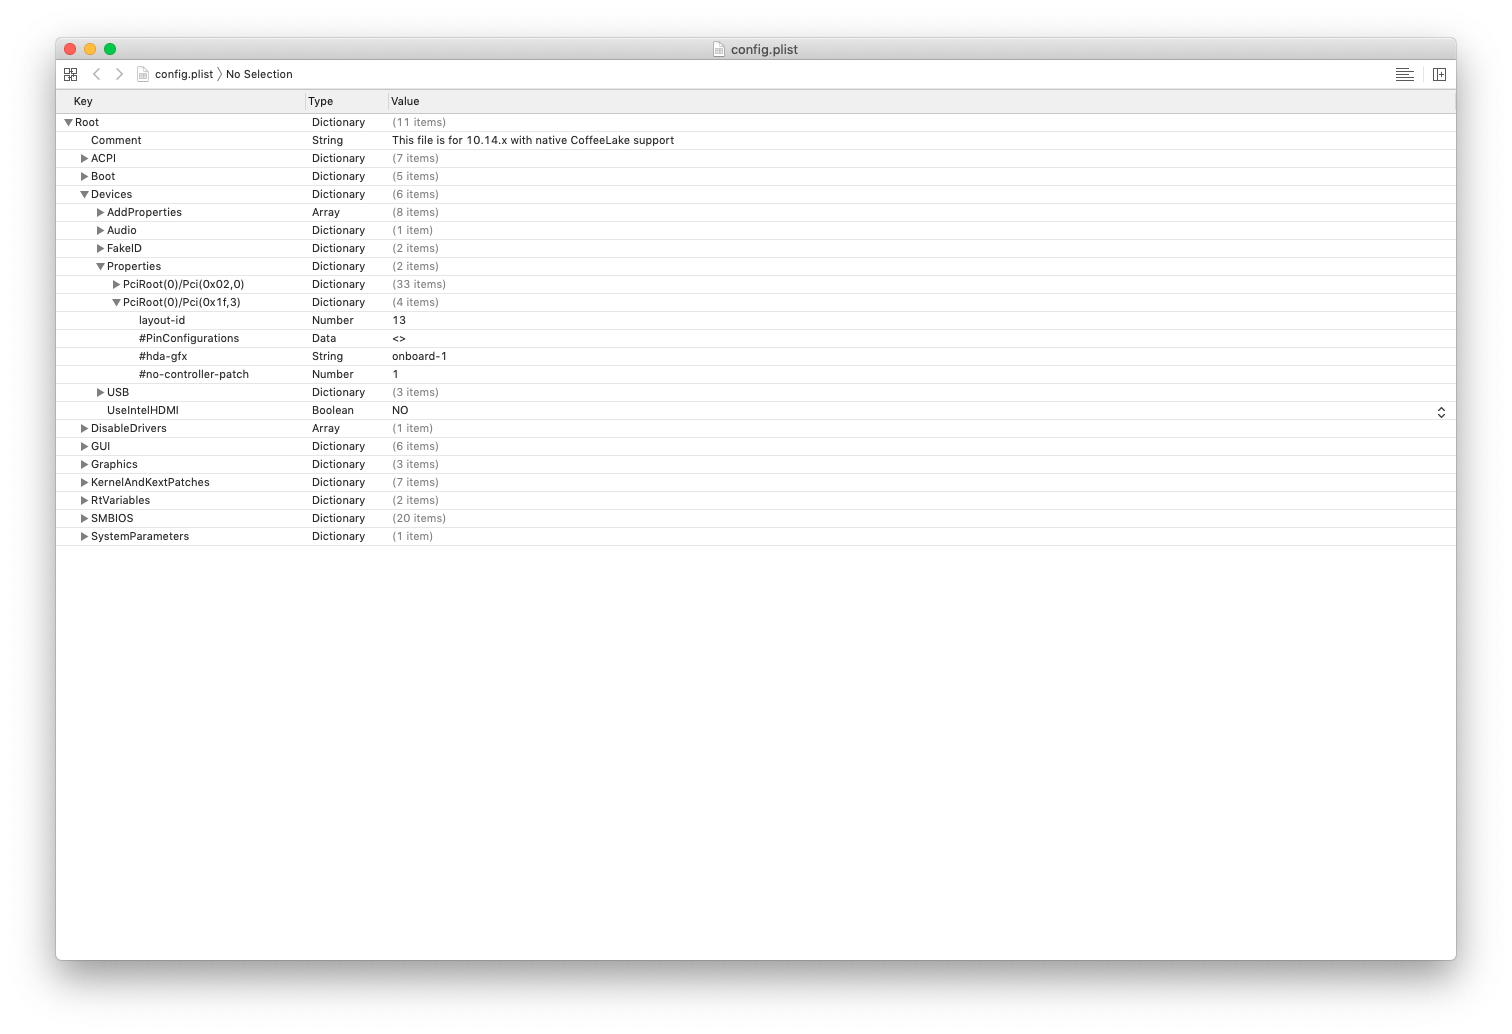 config.plist
config.plist No Selection
Key Type Value
Root Dictionary (11 items)
Comment String This file is for 10.14.x with native CoffeeLake support
ACPI Dictionary (7 items)
Boot Dictionary (5 items)
Devices Dictionary (6 items)
AddProperties Array (8 items)
Audio Dictionary (1 item)
FakeID Dictionary (2 items)
Properties Dictionary (2 items)
PciRoot(0)/Pci(0x02,0) Dictionary (33 items)
PciRoot(0)/Pci(0x1f,3) Dictionary (4 items)
layout-id Number 13
#PinConfigurations Data <>
#hda-gfx String onboard-1
#no-controller-patch Number 1
USB Dictionary (3 items)
UseIntelHDMI Boolean NO
DisableDrivers Array (1 item)
GUI Dictionary (6 items)
Graphics Dictionary (3 items)
KernelAndKextPatches Dictionary (7 items)
RtVariables Dictionary (2 items)
SMBIOS Dictionary (20 items)
SystemParameters Dictionary (1 item)